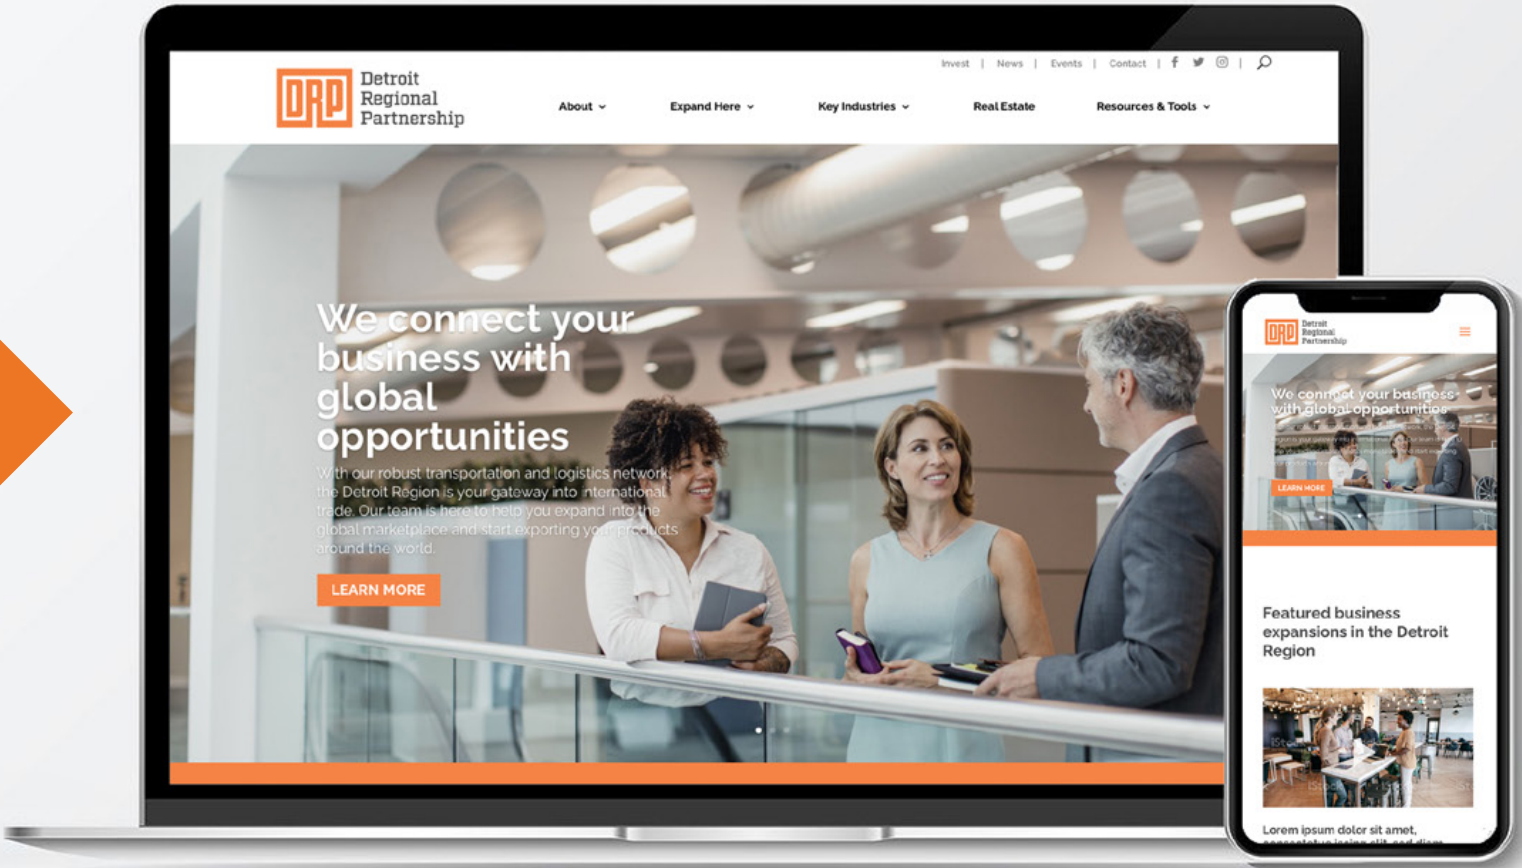 Invest | News | Events | Contact |
DRP
Detroit
Regional
Partnership
About
Expand Here
Key Industries
Real Estate
Resources & Tools
We connect your
business with
global
opportunities
With our robust transportation and logistics network,
the Detroit Region is your gateway into international
trade. Our team is here to help you expand into the
global marketplace and start exporting your products
around the world.
LEARN MORE
DRP
Detroit
Regional
Partnership
We connect your business
with global opportunities
LEARN MORE
Featured business
expansions in the Detroit
Region
iStock
Lorem ipsum dolor sit amet,